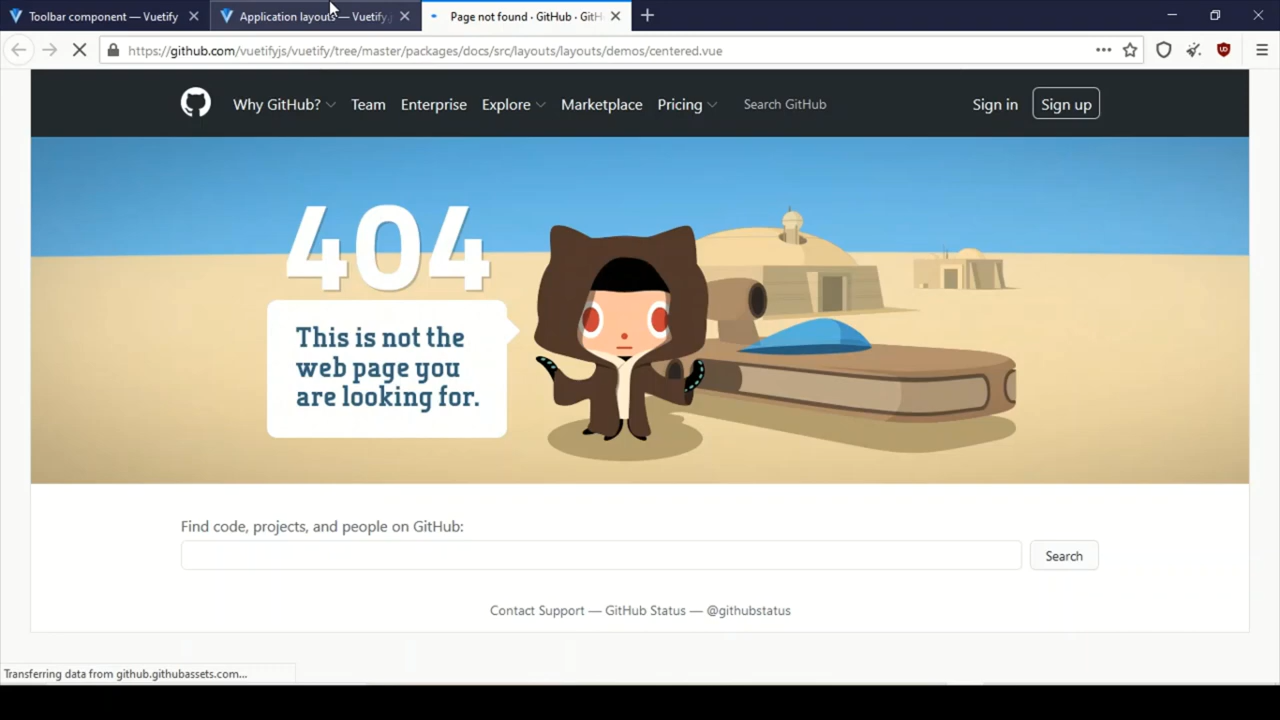 Toolbar component — Vuetify
Application layouts — Vuetify
Page not found · GitHub · GitH
https://github.com/vuetifyjs/vuetify/tree/master/packages/docs/src/layouts/layouts/demos/centered.vue
Why GitHub? Team Enterprise Explore Marketplace Pricing Search GitHub Sign in Sign up
404
This is not the
web page you
are looking for.
Find code, projects, and people on GitHub:
Search
Contact Support — GitHub Status — @githubstatus
Transferring data from github.githubassets.com...